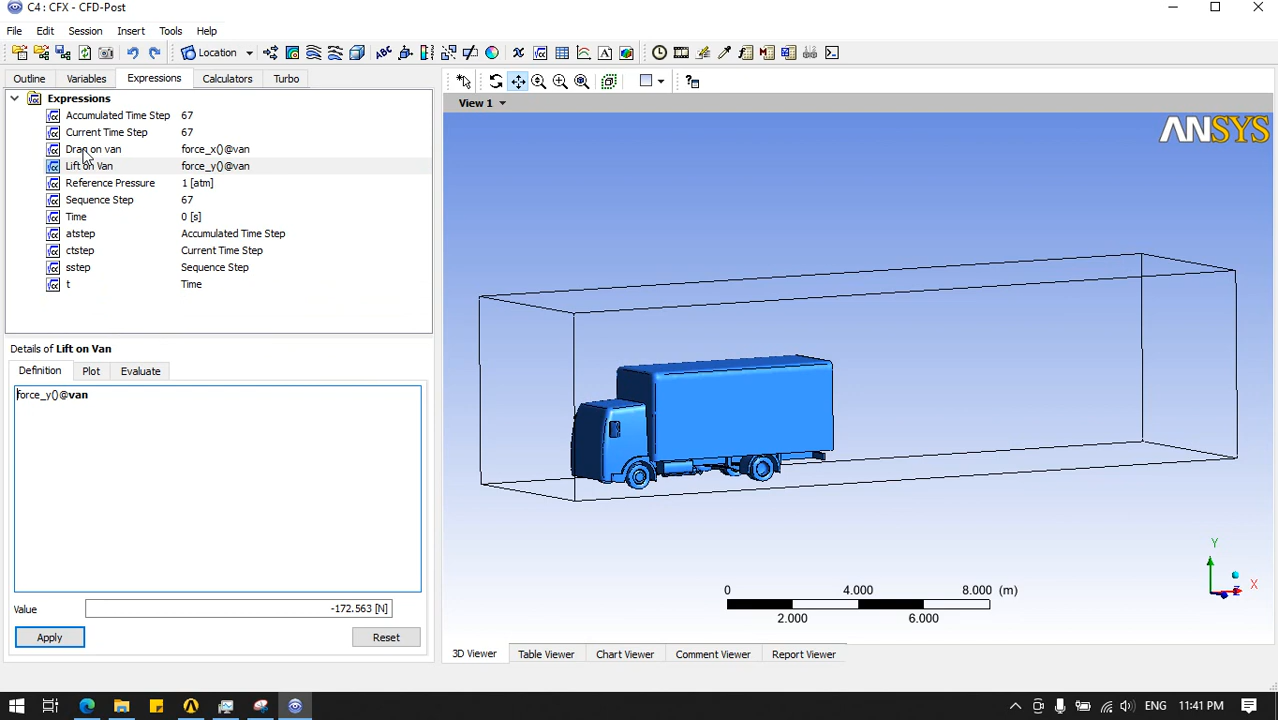 C4 : CFX - CFD-Post
File Edit Session Insert Tools Help
Location
Outline Variables Expressions Calculators Turbo
View 1
Expressions
Accumulated Time Step 67
Current Time Step 67
Drag on van force_x()@van
Lift on Van force_y()@van
Reference Pressure 1 [atm]
Sequence Step 67
Time 0 [s]
atstep Accumulated Time Step
ctstep Current Time Step
sstep Sequence Step
t Time
ANSYS
Details of Lift on Van
Definition Plot Evaluate
force_y()@van
Value -172.563 [N]
Apply Reset
0 4.000 8.000 (m)
2.000 6.000
Y
X
Z
3D Viewer Table Viewer Chart Viewer Comment Viewer Report Viewer
ENG 11:41 PM